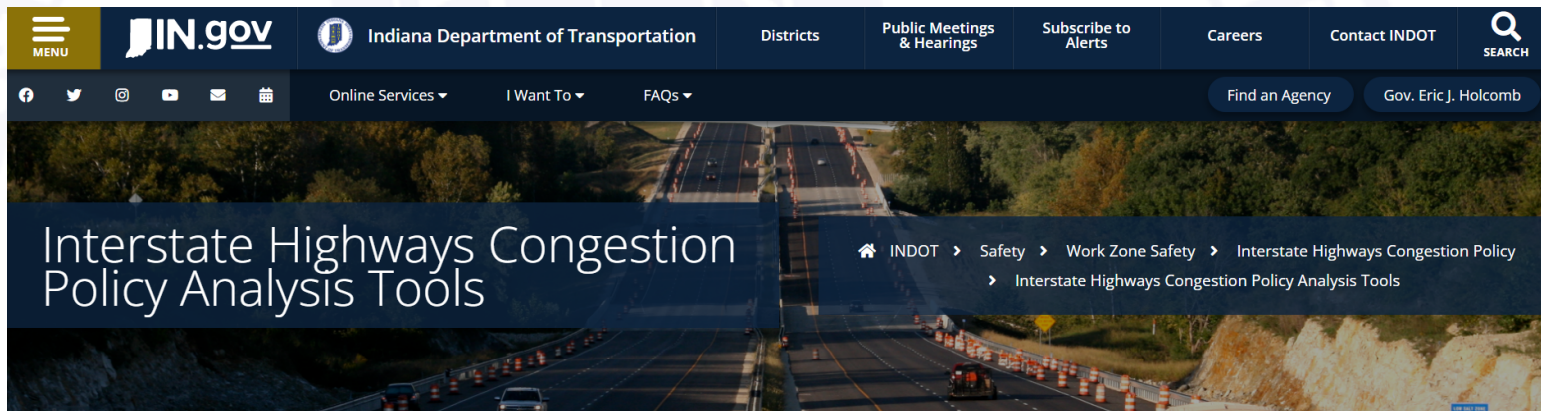 MENU
IN.gov
Indiana Department of Transportation
Districts
Public Meetings
& Hearings
Subscribe to
Alerts
Careers
Contact INDOT
SEARCH
Online Services
I Want To
FAQs
Find an Agency
Gov. Eric J. Holcomb
Interstate Highways Congestion
Policy Analysis Tools
INDOT > Safety > Work Zone Safety > Interstate Highways Congestion Policy
> Interstate Highways Congestion Policy Analysis Tools